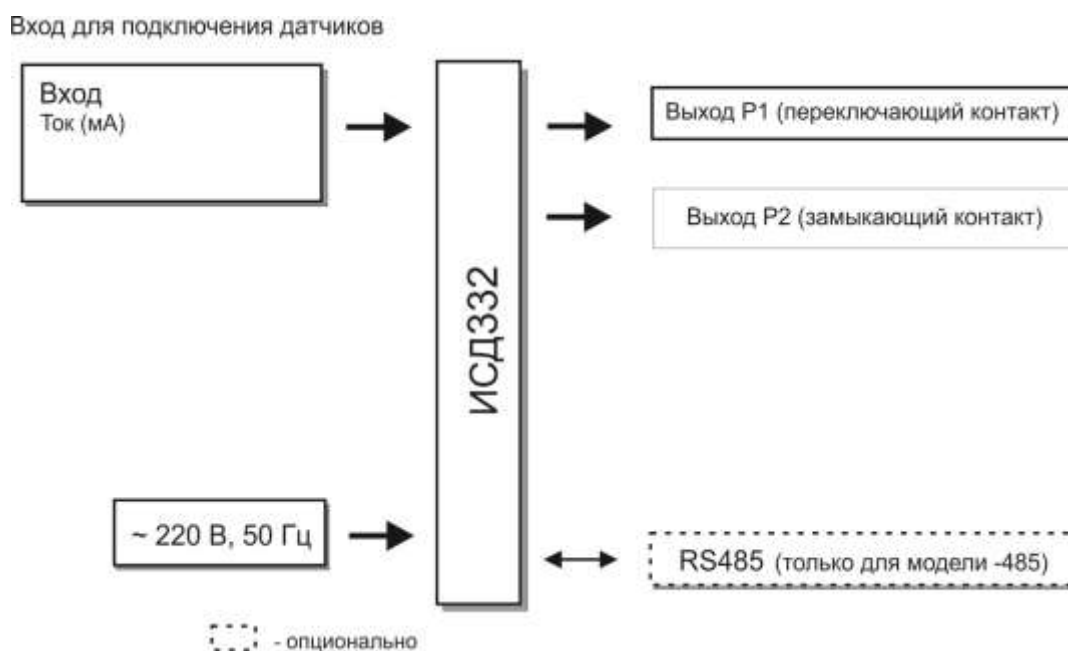 Вход для подключения датчиков
Вход
Ток (мА)
Выход Р1 (переключающий контакт)
Выход Р2 (замыкающий контакт)
ИСД332
~ 220 В, 50 Гц
RS485 (только для модели -485)
- опционально